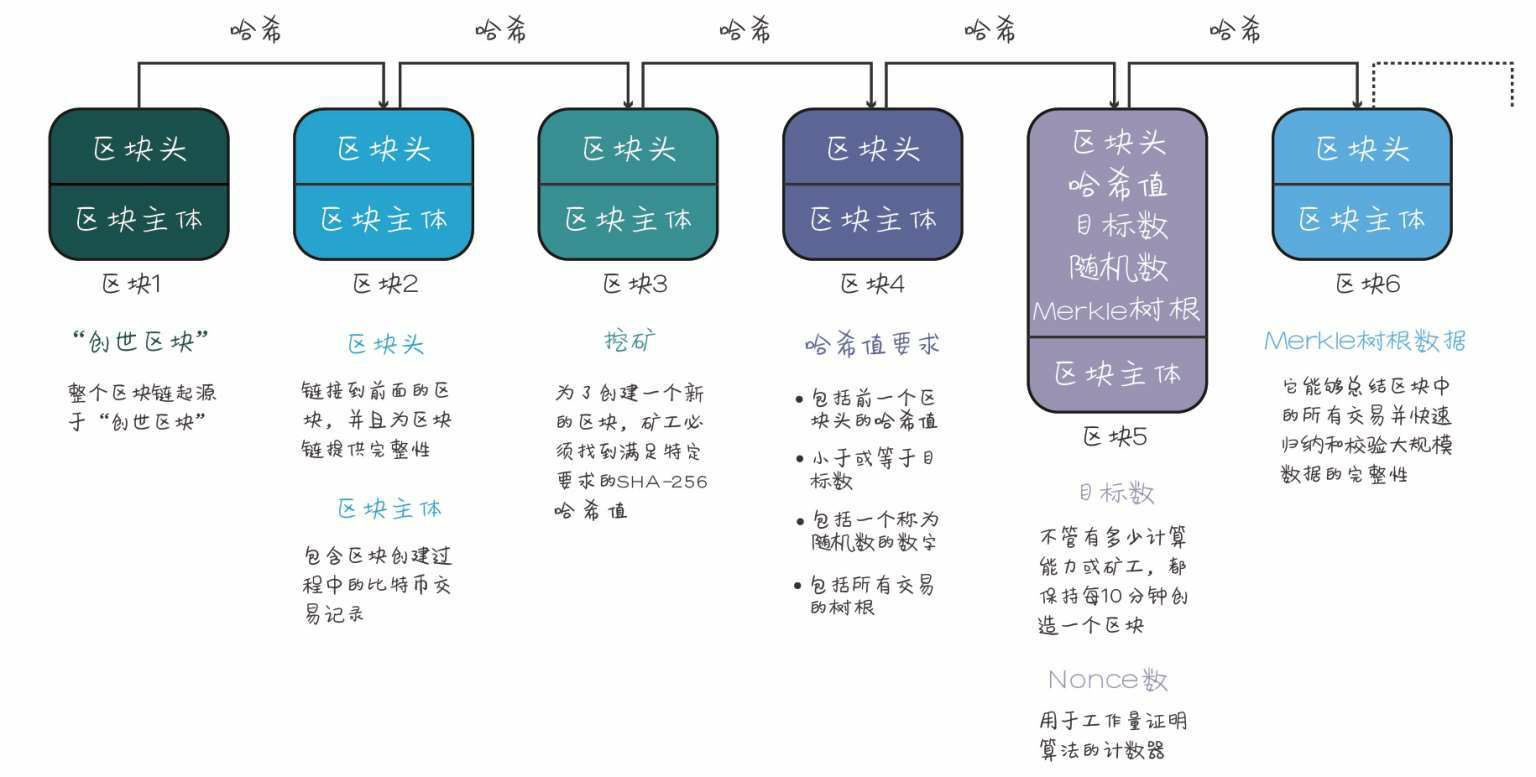 哈希
哈希
哈希
哈希
哈希
区块头
区块主体
区块1
“创世区块”
整个区块链起源
于“创世区块”
区块头
区块主体
区块2
区块头
链接到前面的区
块，并且为区块
链提供完整性
区块主体
包含区块创建过
程中的比特币交
易记录
区块头
区块主体
区块3
挖矿
为了创建一个新
的区块，矿工必
须找到满足特定
要求的SHA-256
哈希值
区块头
区块主体
区块4
哈希值要求
• 包括前一个区
块头的哈希值
• 小于或等于目
标数
• 包括一个称为
随机数的数字
• 包括所有交易
的树根
区块头
哈希值
目标数
随机数
Merkle树根
区块主体
区块5
目标数
不管有多少计算
能力或矿工，都
保持每10分钟创
造一个区块
Nonce数
用于工作量证明
算法的计数器
区块头
区块主体
区块6
Merkle树根数据
它能够总结区块中
的所有交易并快速
归纳和校验大规模
数据的完整性